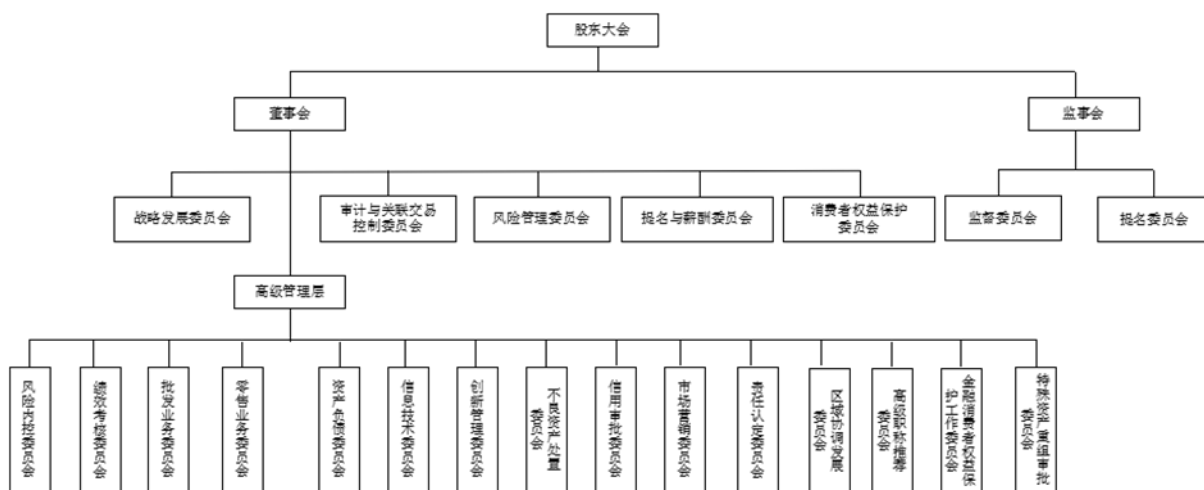 股东大会
董事会
监事会
战略发展委员会
审计与关联交易
控制委员会
风险管理委员会
提名与薪酬委员会
消费者权益保护
委员会
监督委员会
提名委员会
高级管理层
风险内控委员会
绩效考核委员会
批发业务委员会
零售业务委员会
资产负债委员会
信息技术委员会
创新管理委员会
不良资产处置
委员会
信用审批委员会
市场营销委员会
责任认定委员会
区域协调发展
委员会
高级职称推荐
委员会
金融消费者权益保
护工作委员会
特殊资产重组审批
委员会